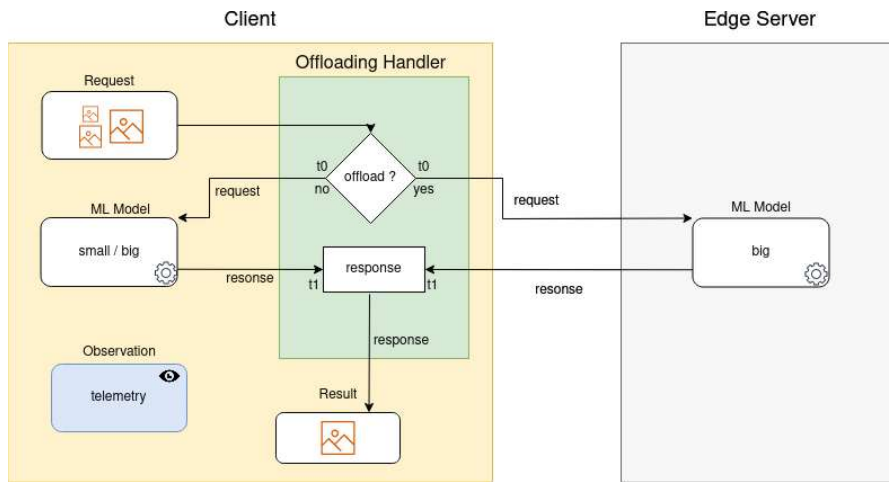 Client
Edge Server
Offloading Handler
Request
t0
t0
offload ?
no
yes
request
request
ML Model
ML Model
small / big
big
response
resonse
t1
t1
resonse
response
Observation
telemetry
Result